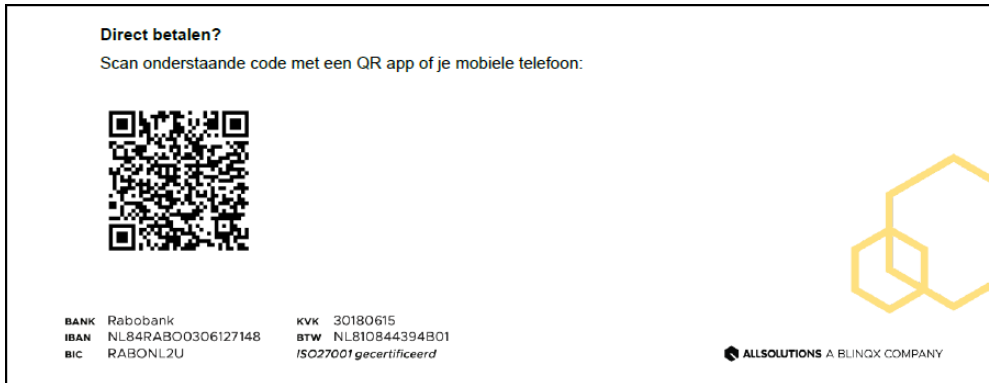 Direct betalen?
Scan onderstaande code met een QR app of je mobiele telefoon:
BANK Rabobank
IBAN NL84RABO0306127148
BIC RABONL2U
KVK 30180615
BTW NL810844394B01
ISO27001 gecertificeerd
ALLSOLUTIONS A BLINQX COMPANY